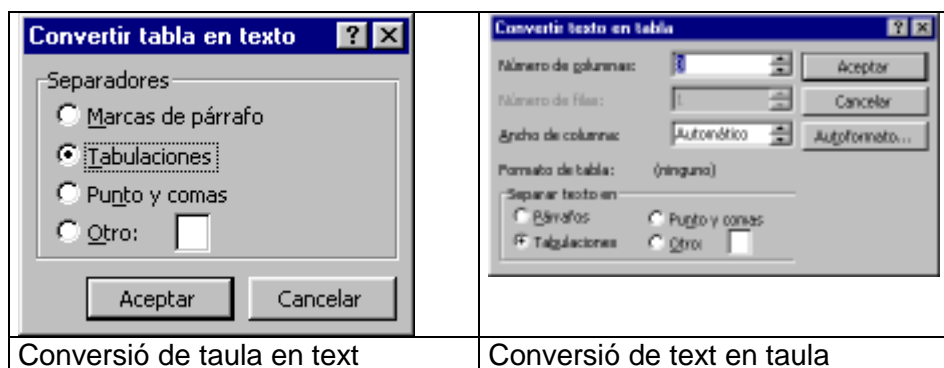 Convertir tabla en texto
Separadores
Marcas de párrafo
Tabulaciones
Punto y comas
Otro:
Aceptar Cancelar
Convertir texto en tabla
Número de columnas: 3 Aceptar
Número de filas: 1 Cancelar
Ancho de columna: Automático Autoformato...
Formato de tabla: (ninguno)
Separar texto en
Párrafos Punto y comas
Tabulaciones Otro:
Conversió de taula en text
Conversió de text en taula